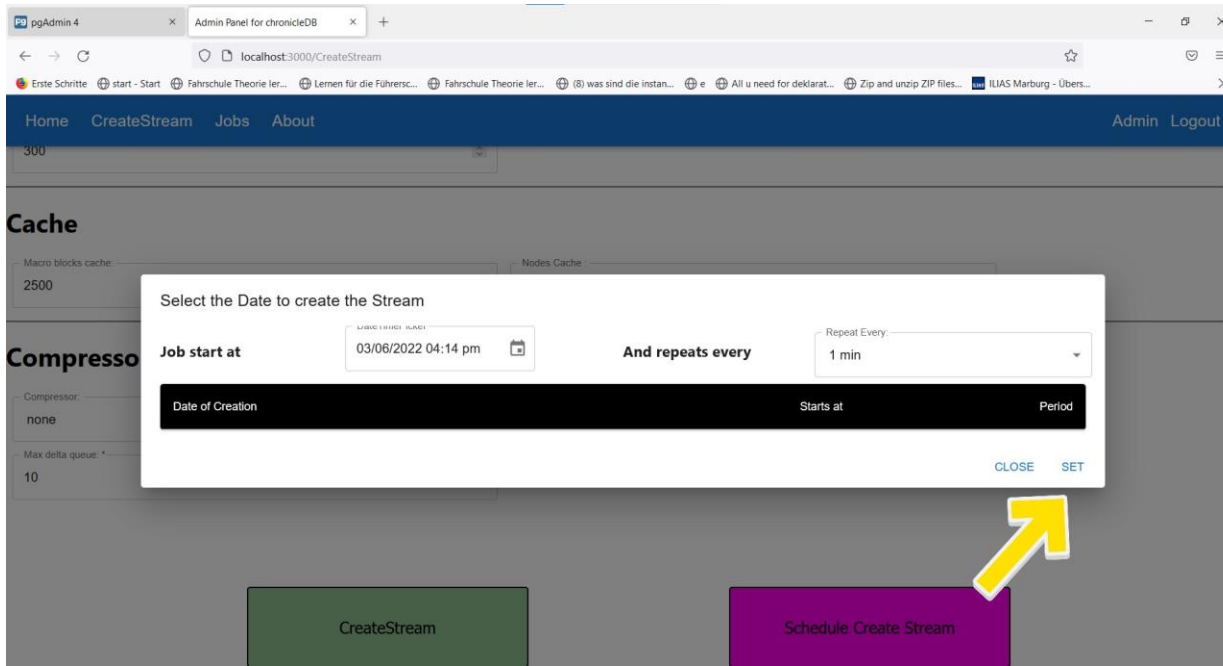 pgAdmin 4
Admin Panel for chronicleDB
localhost:3000/CreateStream
Erste Schritte start - Start Fahrschule Theorie ler... Lernen für die Führersc... Fahrschule Theorie ler... (8) was sind die instan... e All u need for deklarat... Zip and unzip ZIP files... ILIAS Marburg - Übers...
Home CreateStream Jobs About Admin Logout
300
Cache
Macro blocks cache: Nodes Cache :
2500
Select the Date to create the Stream
Repeat Every:
Job start at 03/06/2022 04:14 pm And repeats every 1 min
Compresso
Date of Creation Starts at Period
Compressor:
none
Max delta queue: *
10
CLOSE SET
CreateStream Schedule Create Stream